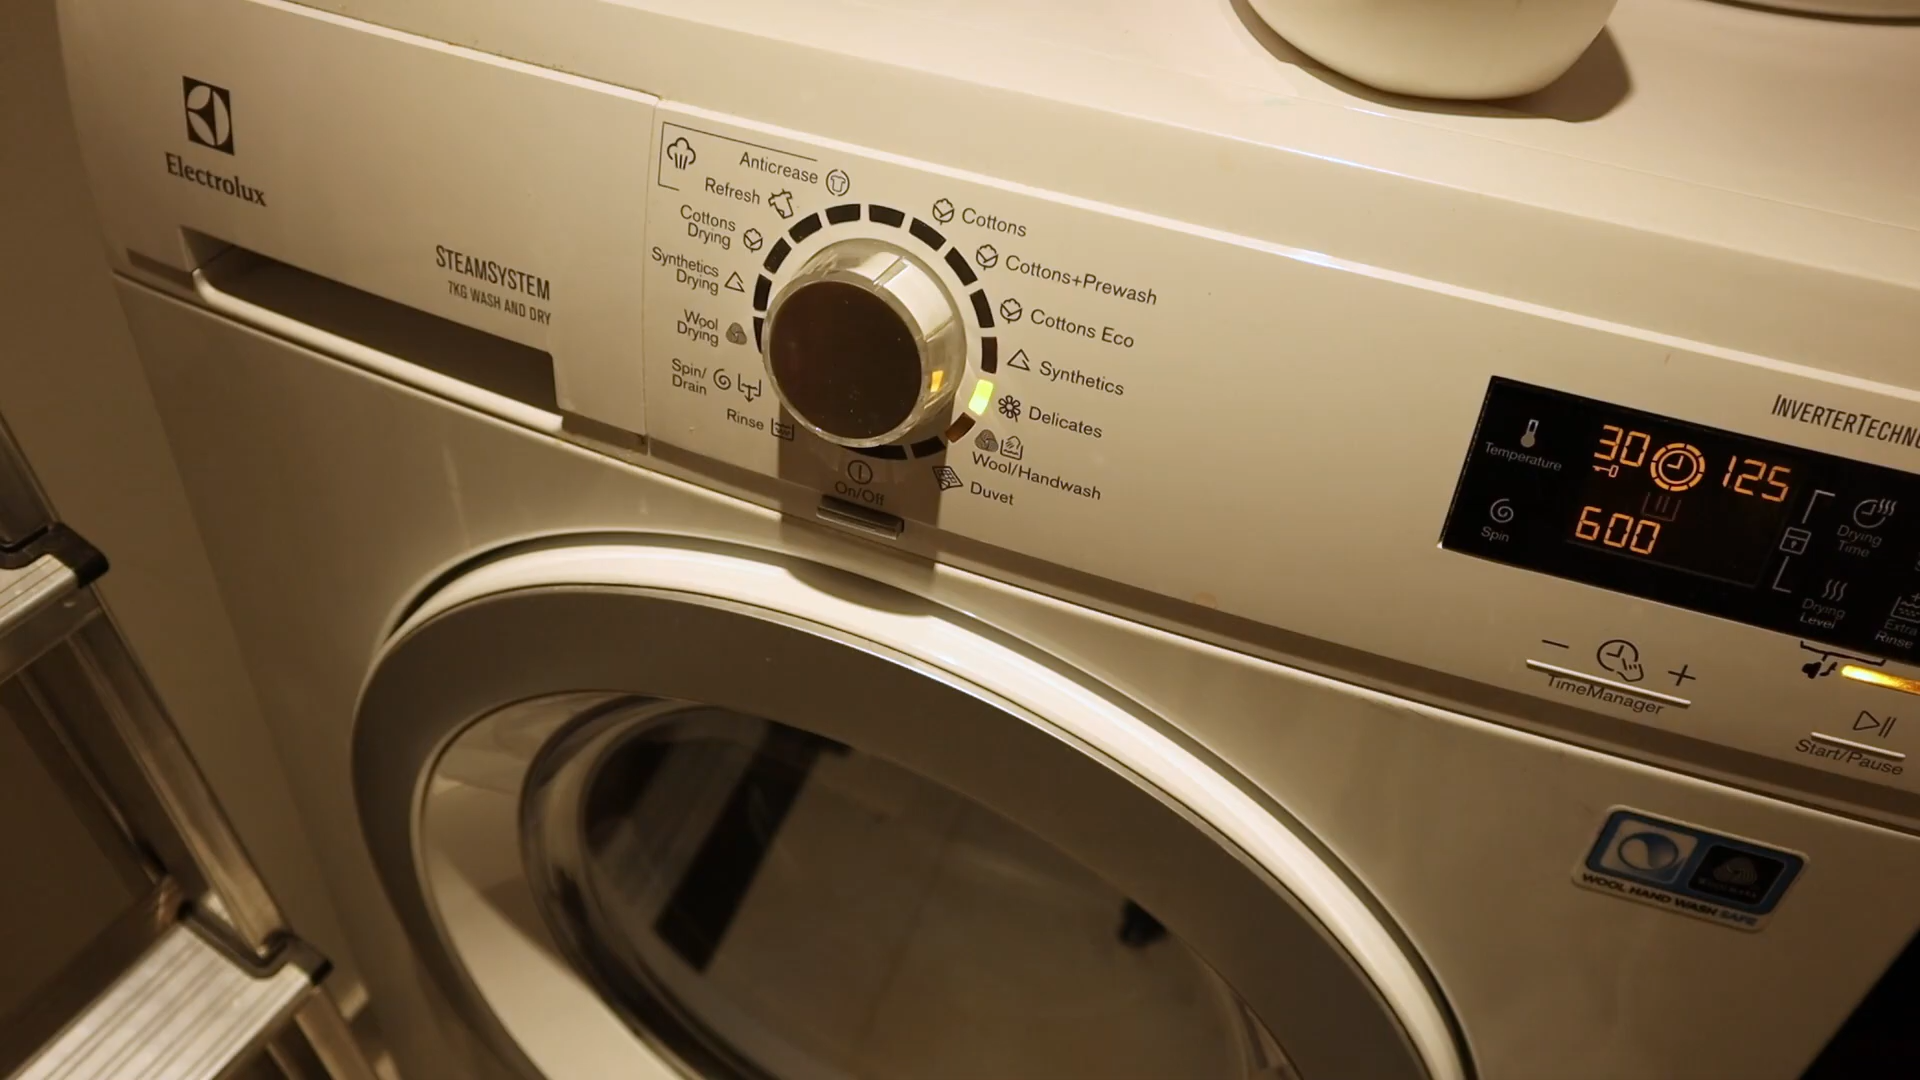 Electrolux
STEAMSYSTEM
7KG WASH AND DRY
Anticrease
Refresh
Cottons
Drying
Synthetics
Drying
Wool
Drying
Spin/
Drain
Rinse
On/Off
Cottons
Cottons+Prewash
Cottons Eco
Synthetics
Delicates
Wool/Handwash
Duvet
INVERTERTECHNO
Temperature
30
125
Spin
600
Drying
Time
Drying
Level
Extra
Rinse
− +
TimeManager
Start/Pause
WOOL HAND WASH SAFE